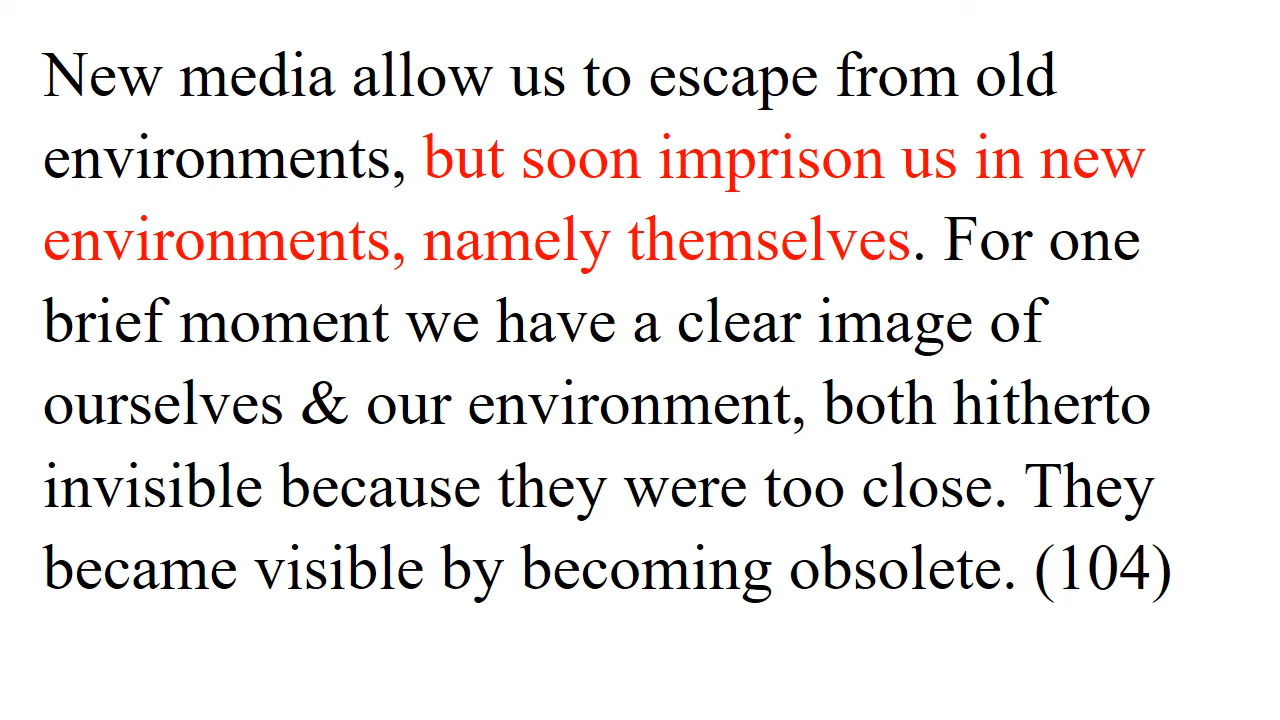 New media allow us to escape from old
environments, but soon imprison us in new
environments, namely themselves. For one
brief moment we have a clear image of
ourselves & our environment, both hitherto
invisible because they were too close. They
became visible by becoming obsolete. (104)